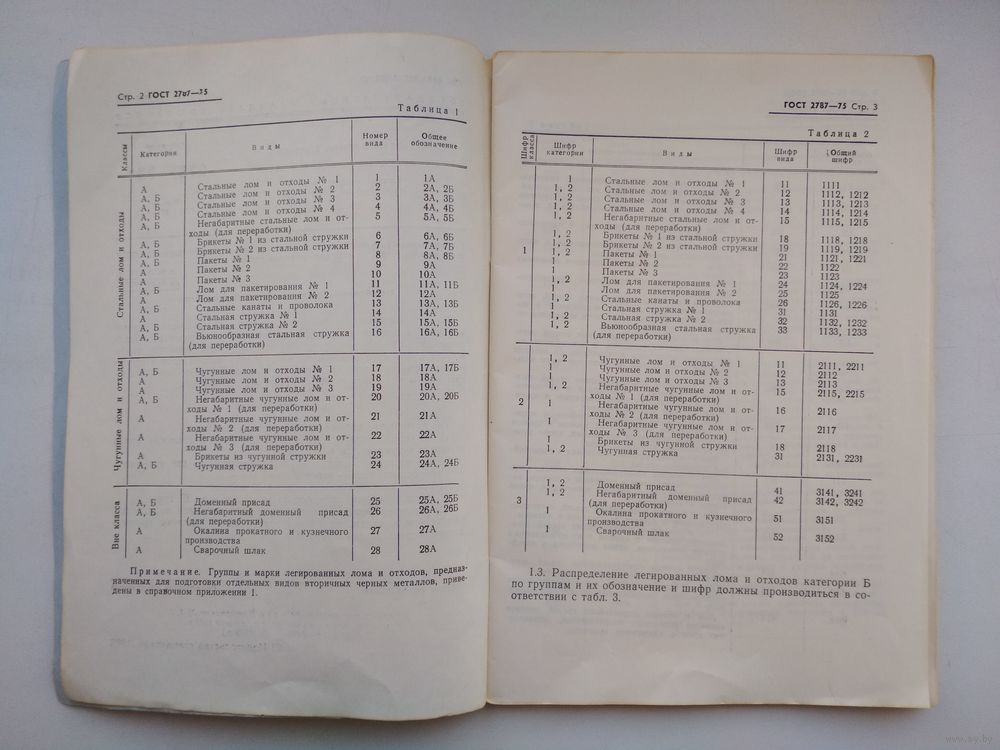 Стр. 2 ГОСТ 2787—75
Таблица 1
Классы Категории Виды Номер вида Общее обозначение
Стальные лом и отходы
А Стальные лом и отходы № 1 1 1А
А, Б Стальные лом и отходы № 2 2 2А, 2Б
А, Б Стальные лом и отходы № 3 3 3А, 3Б
А, Б Стальные лом и отходы № 4 4 4А, 4Б
А, Б Негабаритные стальные лом и от- 5 5А, 5Б
ходы (для переработки)
А, Б Брикеты № 1 из стальной стружки 6 6А, 6Б
А, Б Брикеты № 2 из стальной стружки 7 7А, 7Б
А, Б Пакеты № 1 8 8А, 8Б
А Пакеты № 2 9 9А
А Пакеты № 3 10 10А
А, Б Лом для пакетирования № 1 11 11А, 11Б
А Лом для пакетирования № 2 12 12А
А, Б Стальные канаты и проволока 13 13А, 13Б
А Стальная стружка № 1 14 14А
А, Б Стальная стружка № 2 15 15А, 15Б
А, Б Вьюнообразная стальная стружка 16 16А, 16Б
(для переработки)
Чугунные лом и отходы
А, Б Чугунные лом и отходы № 1 17 17А, 17Б
А Чугунные лом и отходы № 2 18 18А
А Чугунные лом и отходы № 3 19 19А
А, Б Негабаритные чугунные лом и от- 20 20А, 20Б
ходы № 1 (для переработки)
А Негабаритные чугунные лом и от- 21 21А
ходы № 2 (для переработки)
А Негабаритные чугунные лом и от- 22 22А
ходы № 3 (для переработки)
А Брикеты из чугунной стружки 23 23А
А, Б Чугунная стружка 24 24А, 24Б
Вне класса
А, Б Доменный присад 25 25А, 25Б
А, Б Негабаритный доменный присад 26 26А, 26Б
(для переработки)
А Окалина прокатного и кузнечного 27 27А
производства
А Сварочный шлак 28 28А
Примечание. Группы и марки легированных лома и отходов, предназ-
наченных для подготовки отдельных видов вторичных черных металлов, приве-
дены в справочном приложении 1.
ГОСТ 2787—75 Стр. 3
Таблица 2
Шифр класса Шифр категории Виды Шифр вида Общий шифр
1
1 Стальные лом и отходы № 1 11 1111
1, 2 Стальные лом и отходы № 2 12 1112, 1212
1, 2 Стальные лом и отходы № 3 13 1113, 1213
1, 2 Стальные лом и отходы № 4 14 1114, 1214
1, 2 Негабаритные стальные лом и от- 15 1115, 1215
ходы (для переработки)
1, 2 Брикеты № 1 из стальной стружки 18 1118, 1218
1, 2 Брикеты № 2 из стальной стружки 19 1119, 1219
1, 2 Пакеты № 1 21 1121, 1221
1 Пакеты № 2 22 1122
1 Пакеты № 3 23 1123
1, 2 Лом для пакетирования № 1 24 1124, 1224
1 Лом для пакетирования № 2 25 1125
1, 2 Стальные канаты и проволока 26 1126, 1226
1 Стальная стружка № 1 31 1131
1, 2 Стальная стружка № 2 32 1132, 1232
1, 2 Вьюнообразная стальная стружка 33 1133, 1233
(для переработки)
2
1, 2 Чугунные лом и отходы № 1 11 2111, 2211
1 Чугунные лом и отходы № 2 12 2112
1 Чугунные лом и отходы № 3 13 2113
1, 2 Негабаритные чугунные лом и от- 15 2115, 2215
ходы № 1 (для переработки)
1 Негабаритные чугунные лом и от- 16 2116
ходы № 2 (для переработки)
1 Негабаритные чугунные лом и от- 17 2117
ходы № 3 (для переработки)
1 Брикеты из чугунной стружки 18 2118
1, 2 Чугунная стружка 31 2131, 2231
3
1, 2 Доменный присад 41 3141, 3241
1, 2 Негабаритный доменный присад 42 3142, 3242
(для переработки)
1 Окалина прокатного и кузнечного 51 3151
производства
1 Сварочный шлак 52 3152
1.3. Распределение легированных лома и отходов категории Б
по группам и их обозначение и шифр должны производиться в со-
ответствии с табл. 3.